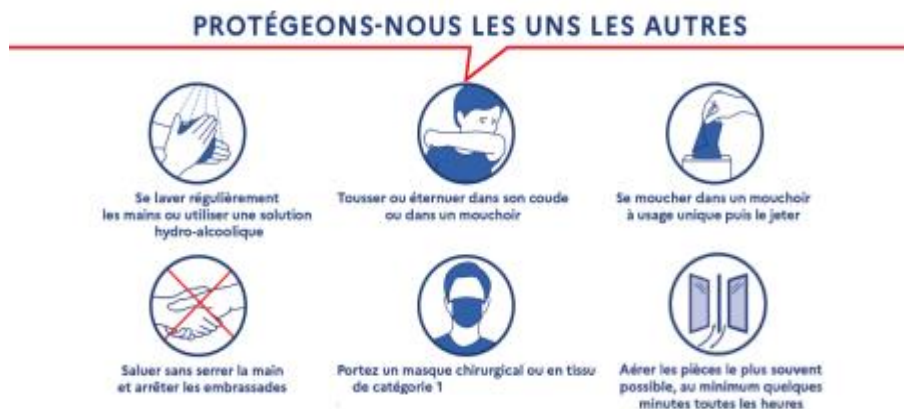 PROTÉGEONS-NOUS LES UNS LES AUTRES
Se laver régulièrement
les mains ou utiliser une solution
hydro-alcoolique
Tousser ou éternuer dans son coude
ou dans un mouchoir
Se moucher dans un mouchoir
à usage unique puis le jeter
Saluer sans serrer la main
et arrêter les embrassades
Portez un masque chirurgical ou en tissu
de catégorie 1
Aérer les pièces le plus souvent
possible, au minimum quelques
minutes toutes les heures